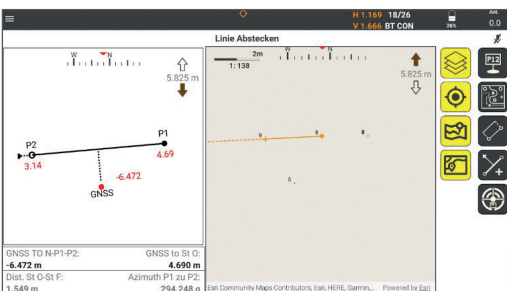 H 1.169 18/26
V 1.666 BT CON
26%
Ant.
0.0
Linie Abstecken
W N
5.825 m
P1
P2
4.69
3.14
-6.472
GNSS
GNSS TO N-P1-P2:
-6.472 m
GNSS to St O:
4.690 m
Dist. St O-St F:
1.549 m
Azimuth P1 zu P2:
294.248 g
2m
1: 138
W N
5.825 m
9
8
8
S
Esri Community Maps Contributors, Esri, HERE, Garmin,... Powered by Esri
P12